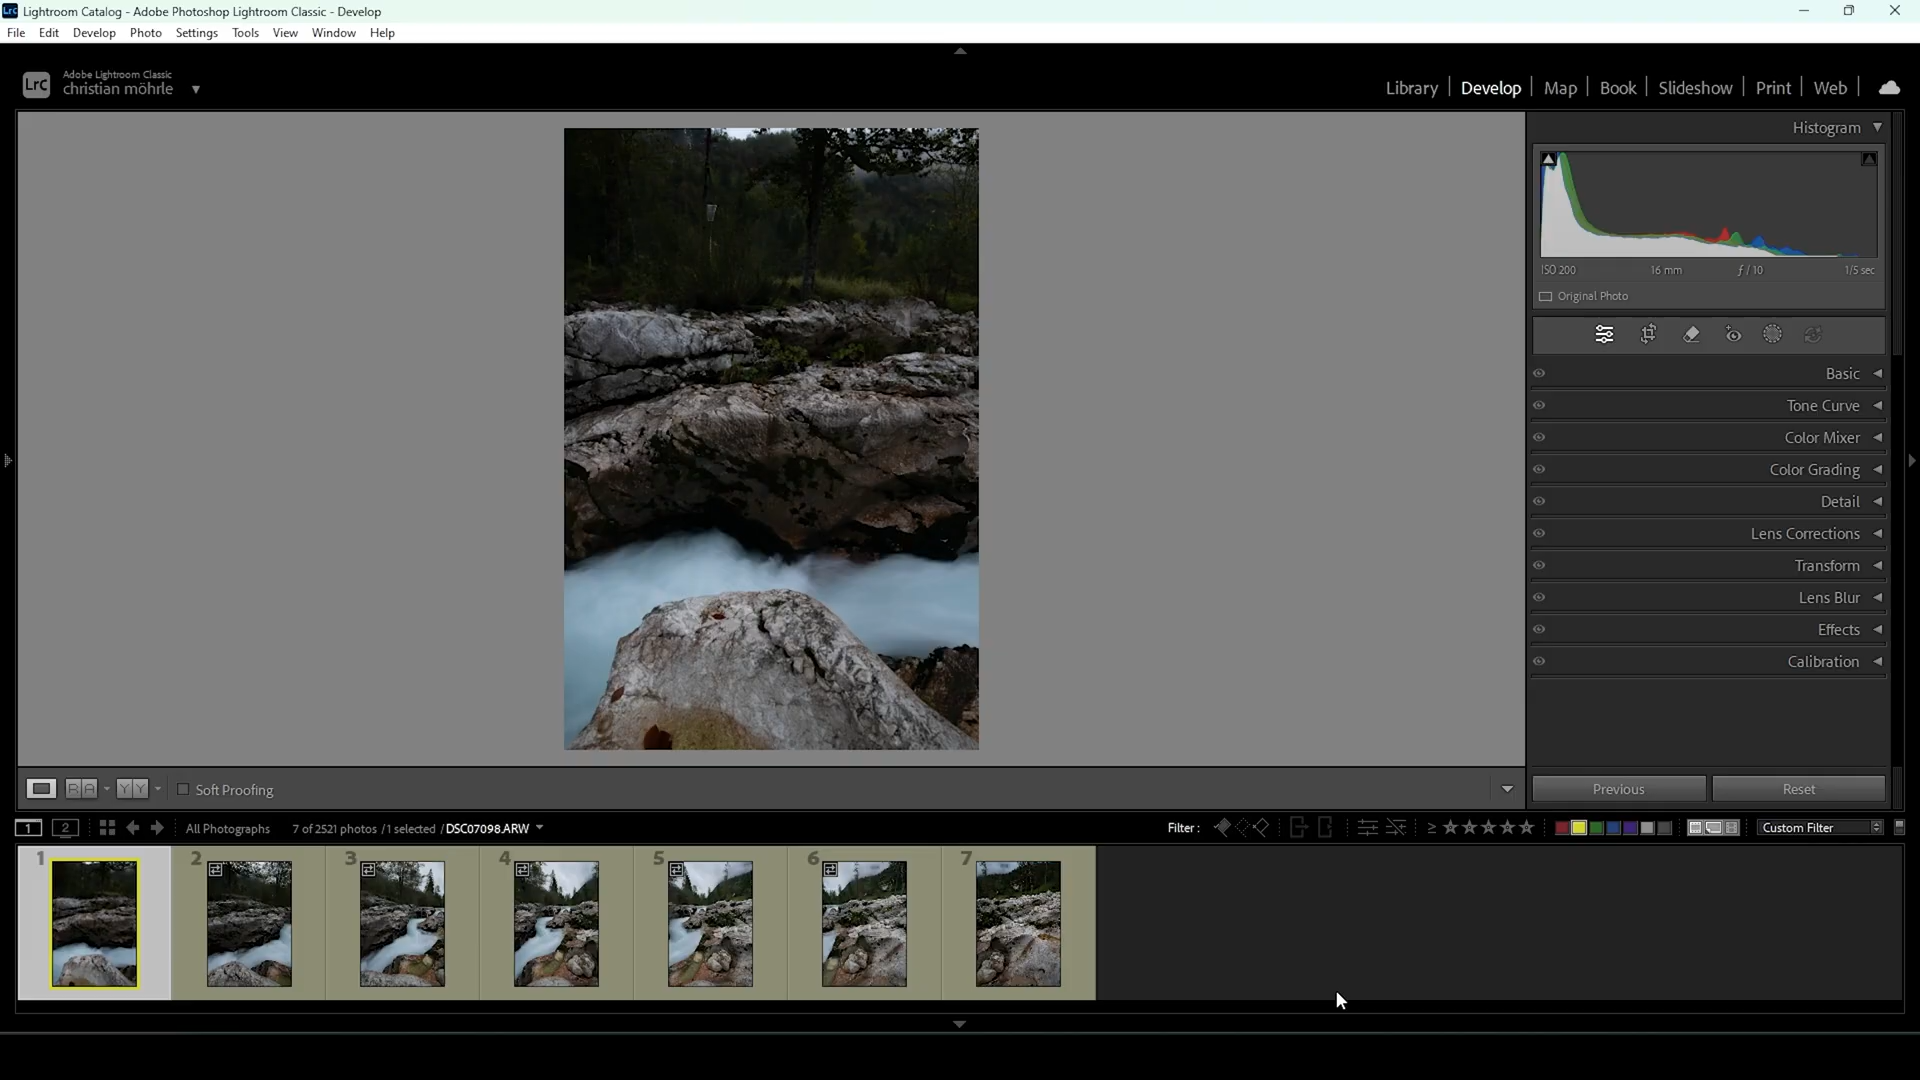 Lrc Lightroom Catalog - Adobe Photoshop Lightroom Classic - Develop
File Edit Develop Photo Settings Tools View Window Help
LrC Adobe Lightroom Classic
christian möhrle
Library | Develop | Map | Book | Slideshow | Print | Web |
Histogram
ISO 200 16 mm ƒ / 10 1/5 sec
Original Photo
Basic
Tone Curve
Color Mixer
Color Grading
Detail
Lens Corrections
Transform
Lens Blur
Effects
Calibration
R A Y Y Soft Proofing
Previous Reset
1 2 All Photographs 7 of 2521 photos / 1 selected / DSC07098.ARW Filter : ≥ Custom Filter
1 2 3 4 5 6 7